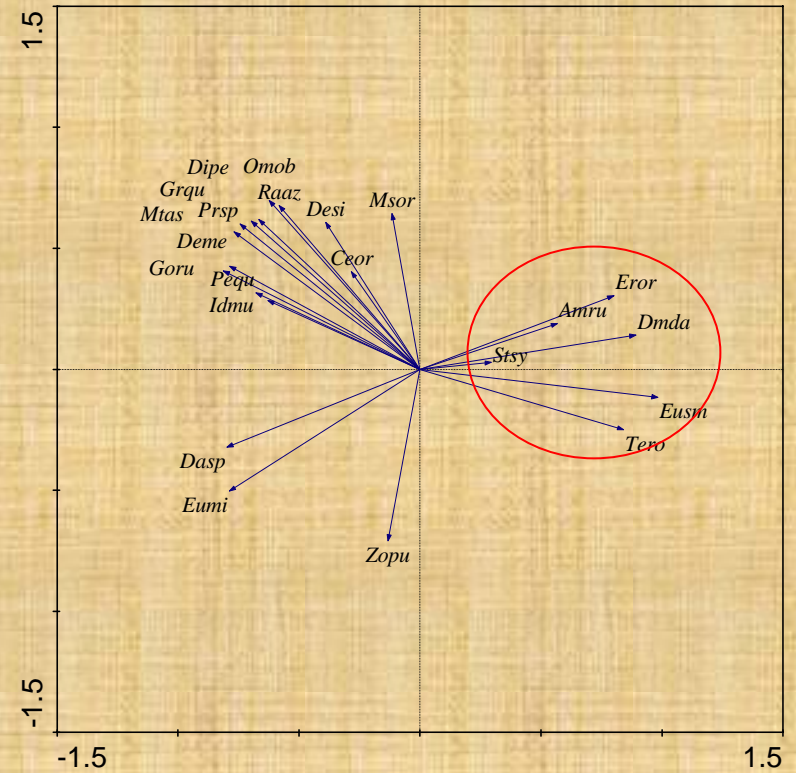 1.5
Dipe Omob
Grqu Raaz
Mtas Prsp Desi Msor
Deme
Ceor
Goru Pequ
Idmu
Eror
Amru
Dmda
Stsy
Eusm
Tero
Dasp
Eumi
Zopu
-1.5
-1.5 1.5